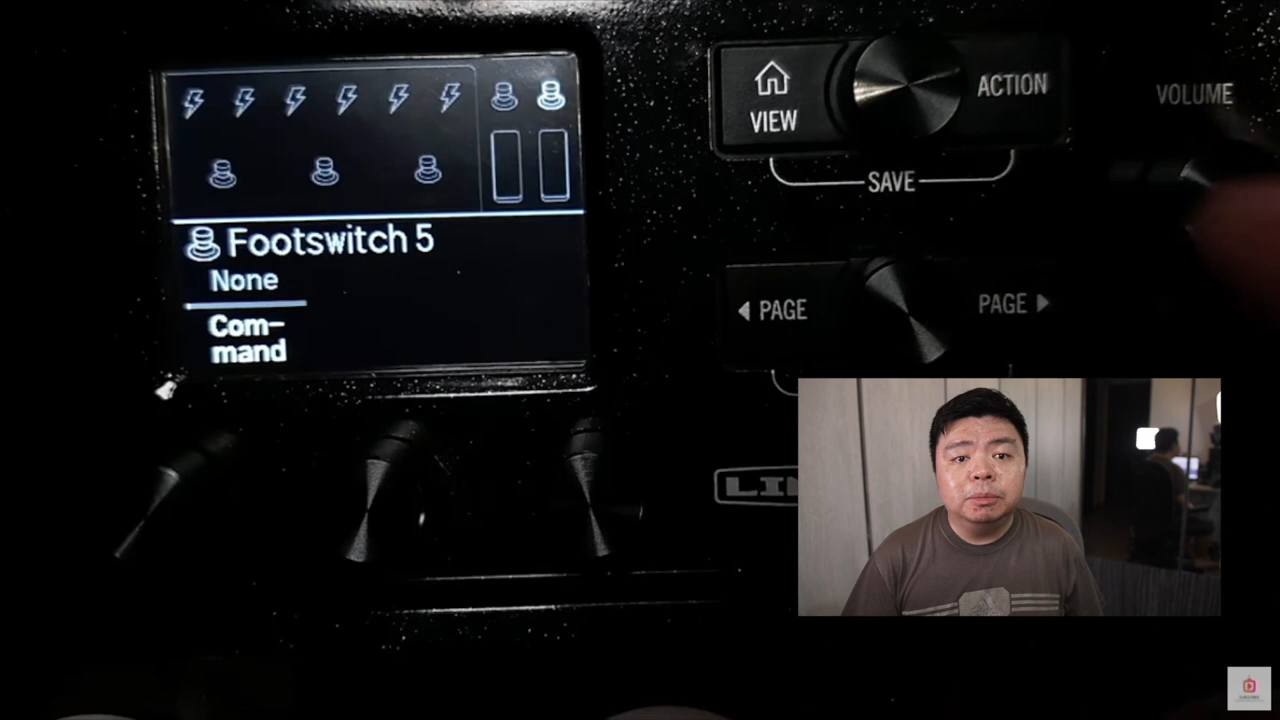 VIEW
ACTION
VOLUME
SAVE
Footswitch 5
None
Com-
mand
PAGE
PAGE